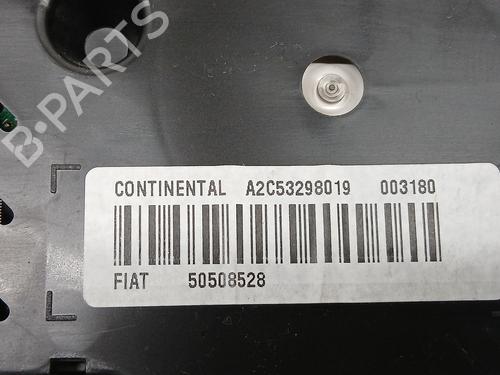 B-PARTS
CONTINENTAL A2C53298019 003180
FIAT 50508528